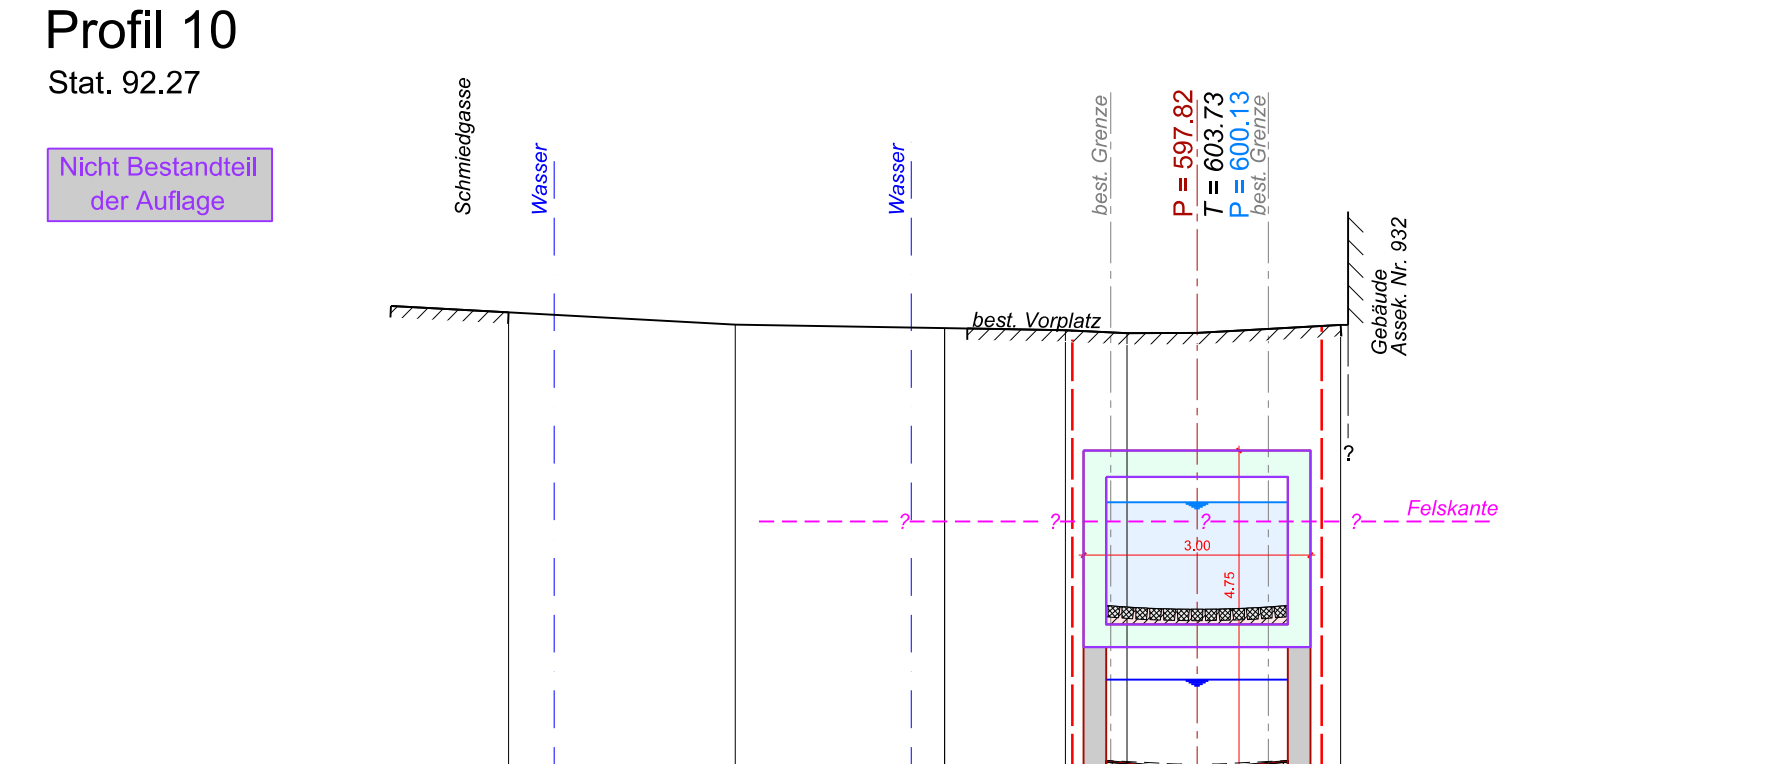 Profil 10
Stat. 92.27
Nicht Bestandteil
der Auflage
Schmiedgasse
Wasser
Wasser
best. Grenze
P = 597.82
T = 603.73
P = 600.13
best. Grenze
Gebäude
Assek. Nr. 932
best. Vorplatz
?
Felskante
? ? ? ?
3.00
4.75